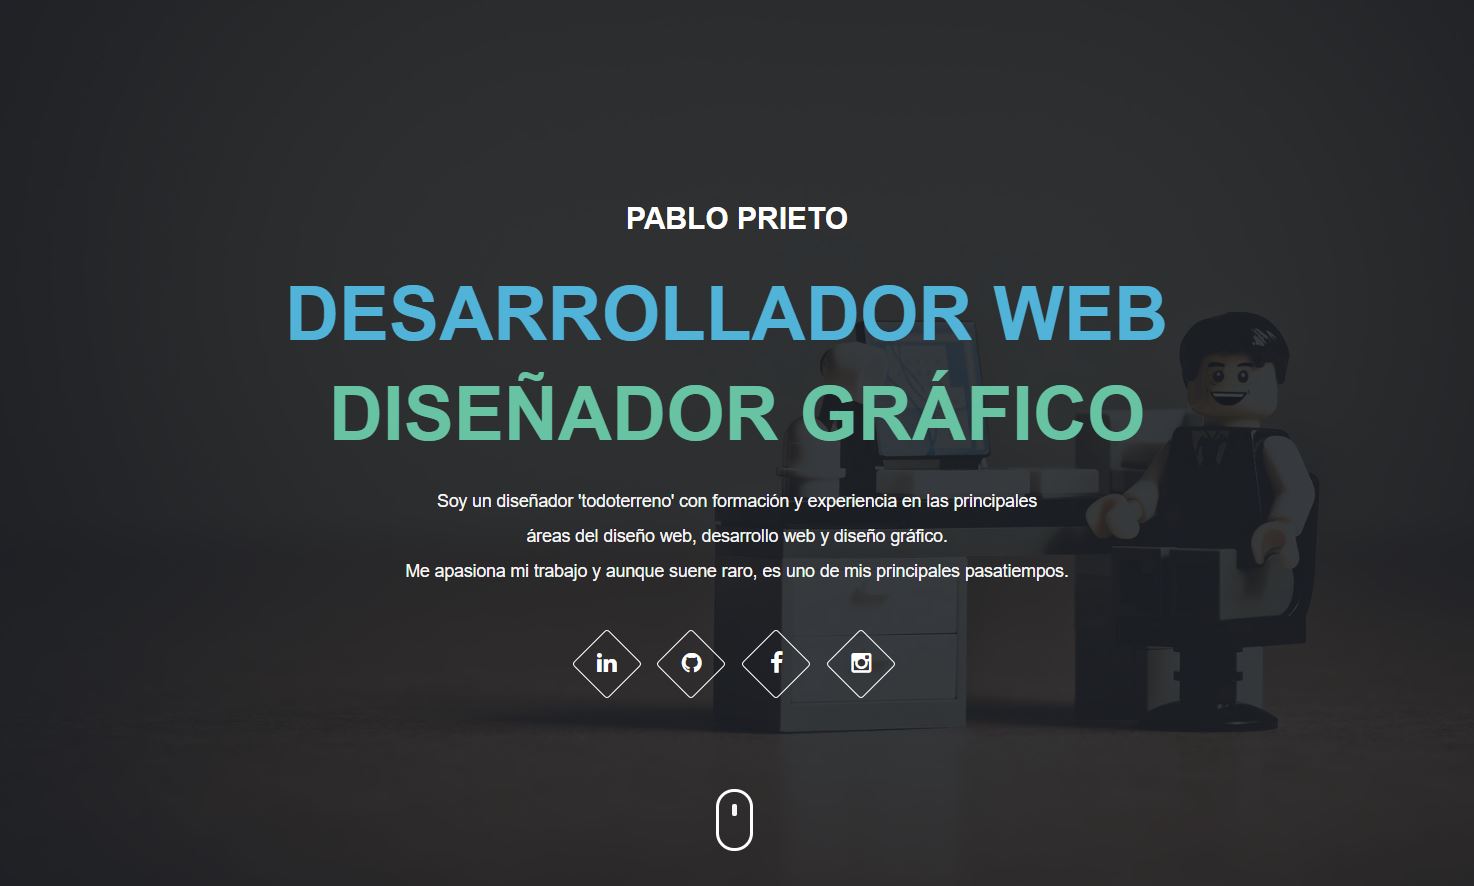 PABLO PRIETO
DESARROLLADOR WEB
DISEÑADOR GRÁFICO
Soy un diseñador 'todoterreno' con formación y experiencia en las principales
áreas del diseño web, desarrollo web y diseño gráfico.
Me apasiona mi trabajo y aunque suene raro, es uno de mis principales pasatiempos.